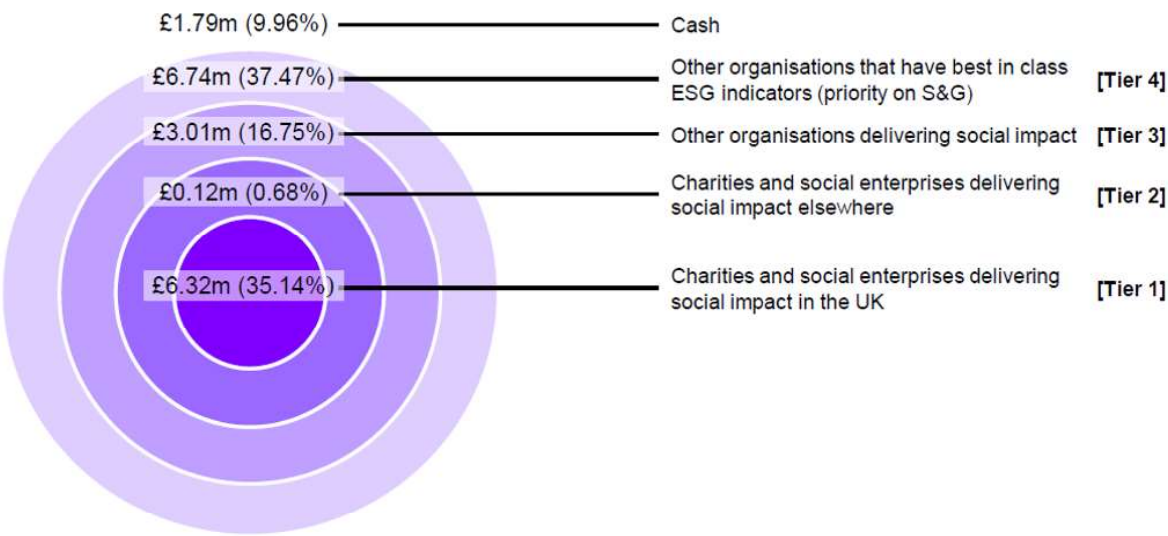 £1.79m (9.96%) Cash
£6.74m (37.47%) Other organisations that have best in class
ESG indicators (priority on S&G) [Tier 4]
£3.01m (16.75%) Other organisations delivering social impact [Tier 3]
£0.12m (0.68%) Charities and social enterprises delivering
social impact elsewhere [Tier 2]
£6.32m (35.14%) Charities and social enterprises delivering
social impact in the UK [Tier 1]